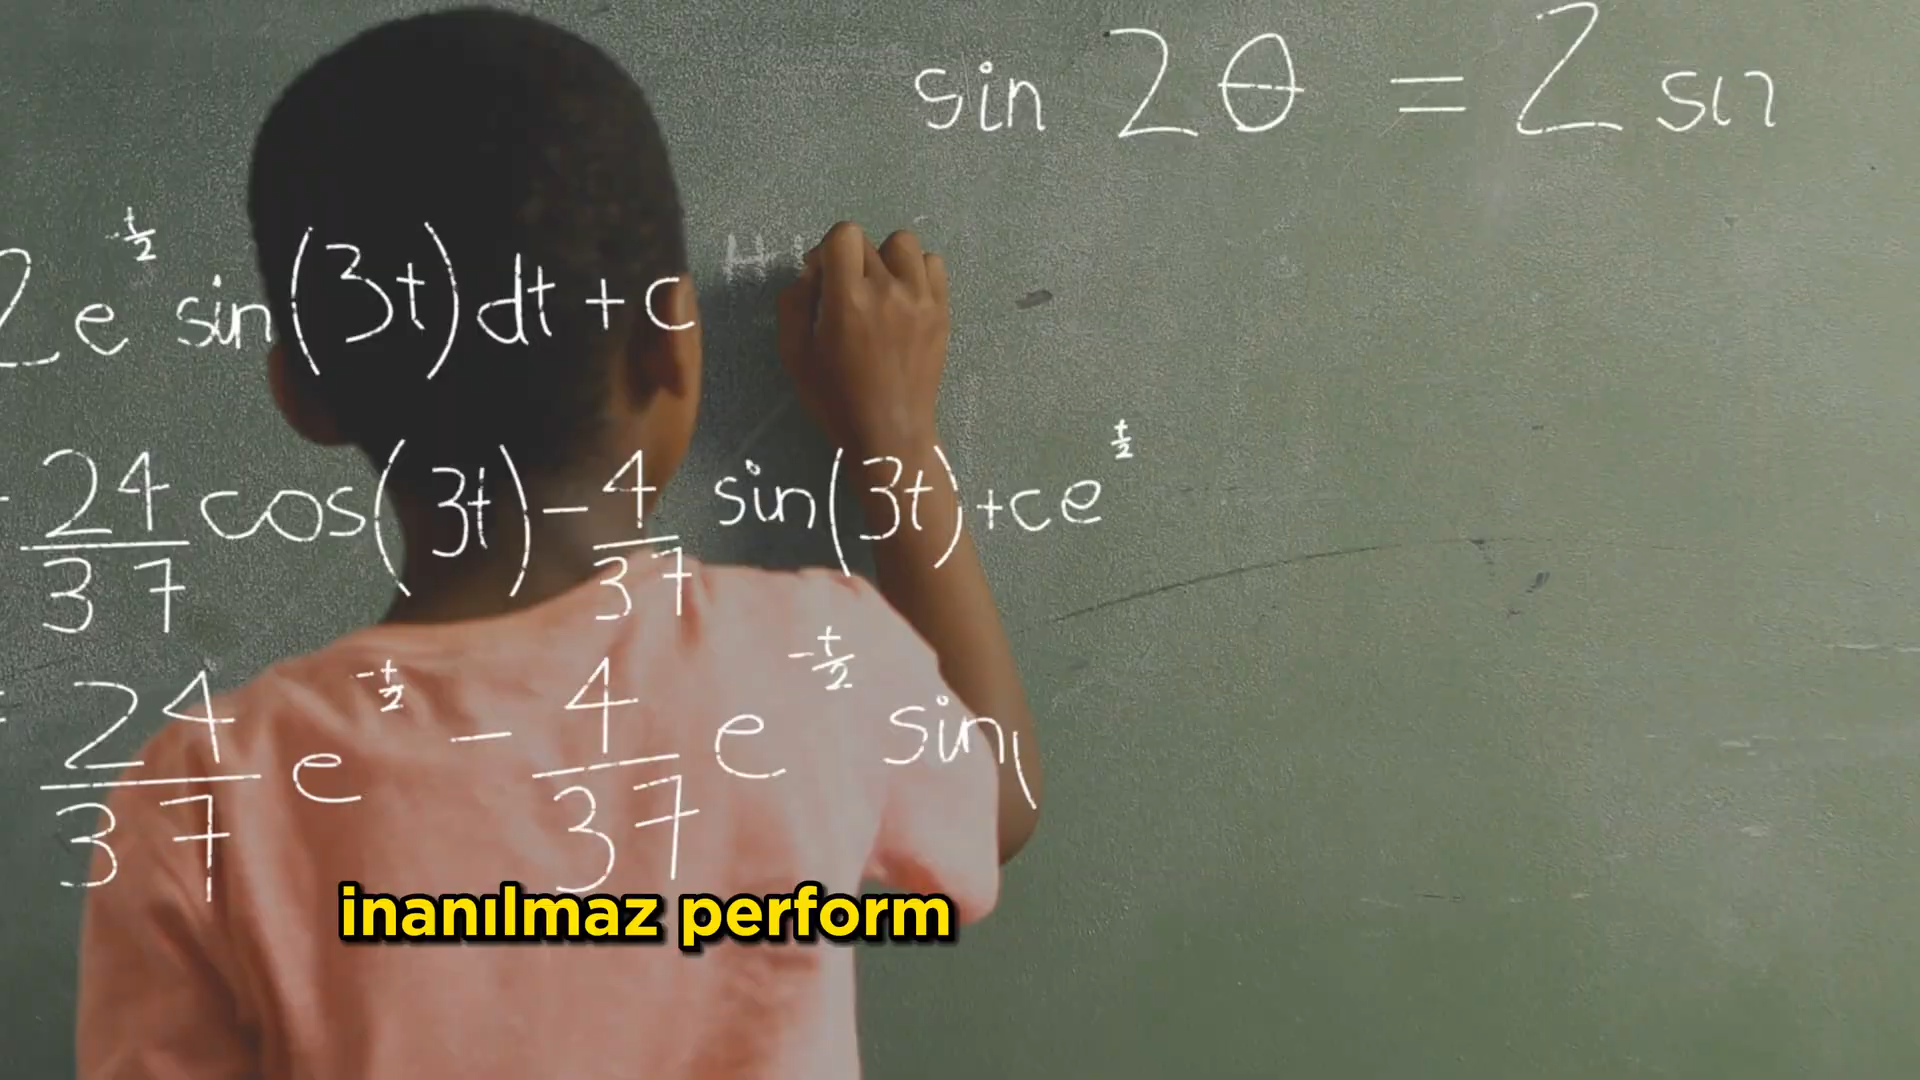 sin 2θ = 2 sin
2 e^-t/2 sin(3t) dt + c
24/37 cos(3t) - 4/37 sin(3t) + ce^t/2
24/37 e^-t/2 - 4/37 e^-t/2 sin(
inanılmaz perform